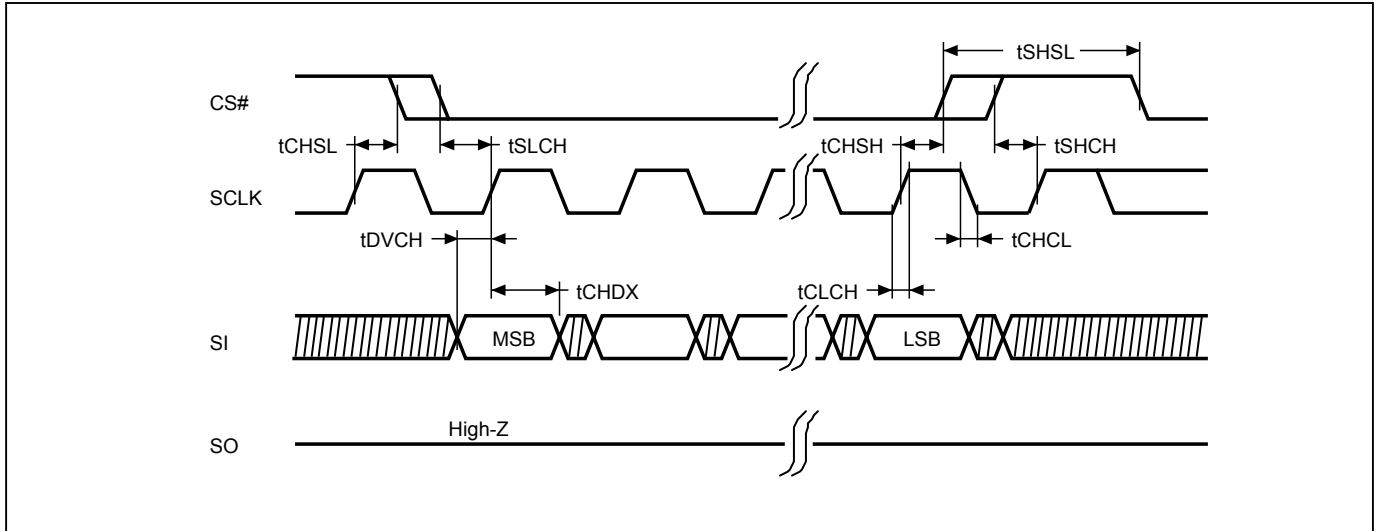 tSHSL
CS#
tCHSL
tSLCH
tCHSH
tSHCH
SCLK
tDVCH
tCHCL
tCHDX
tCLCH
SI
MSB
LSB
High-Z
SO